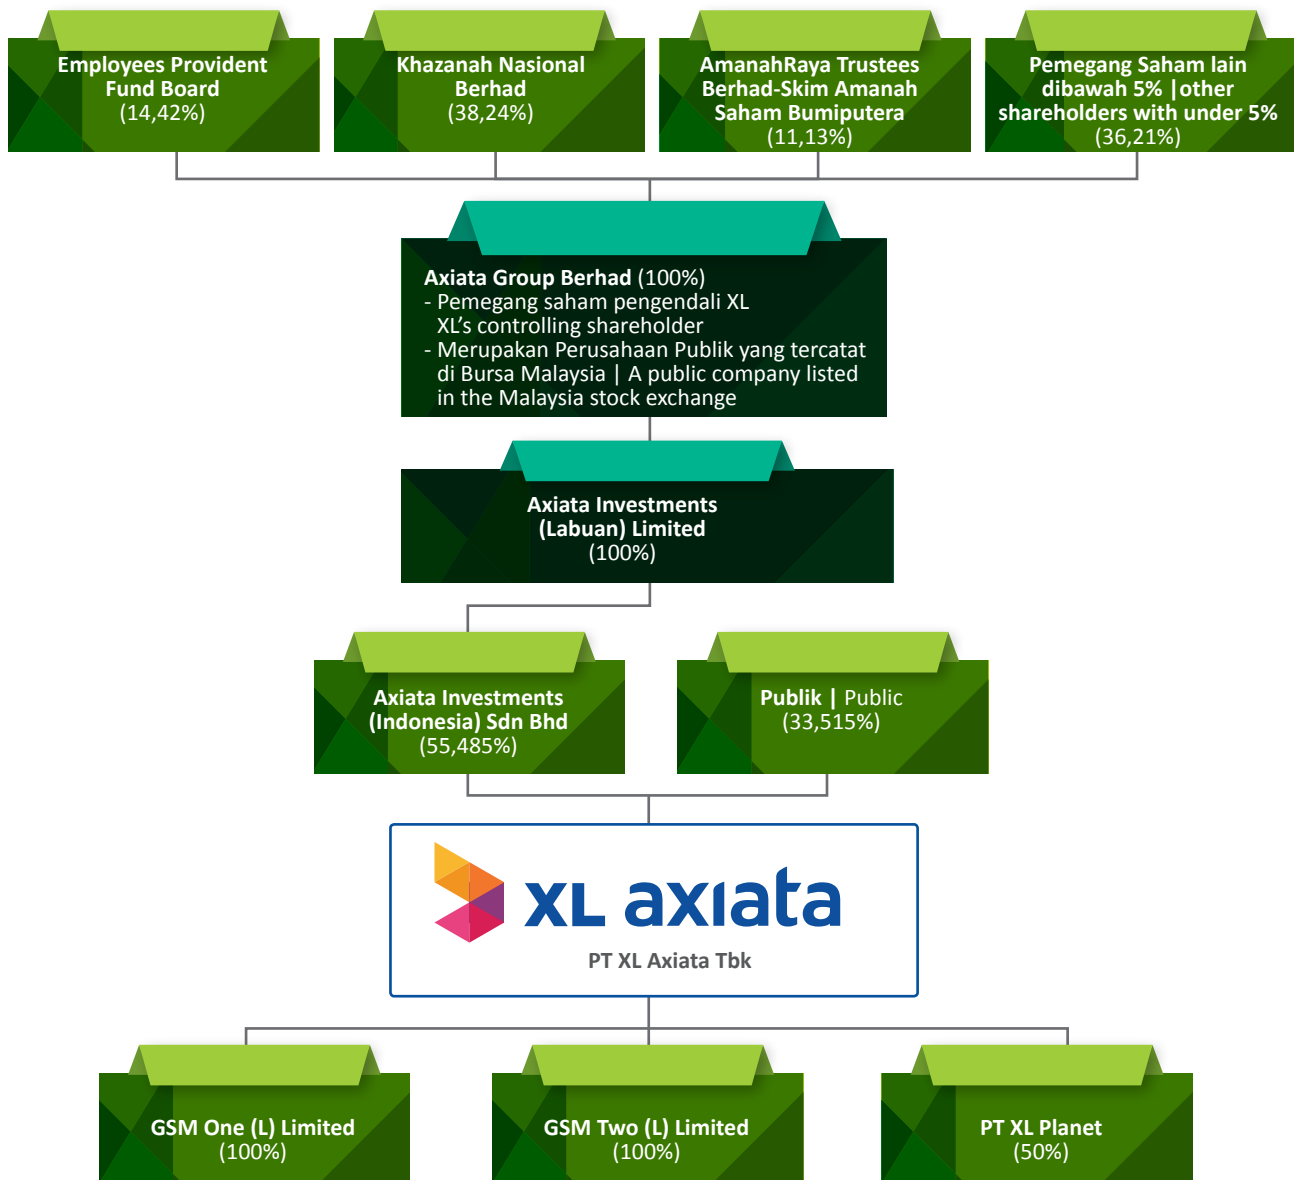 Employees Provident
Fund Board
(14,42%)
Khazanah Nasional
Berhad
(38,24%)
AmanahRaya Trustees
Berhad-Skim Amanah
Saham Bumiputera
(11,13%)
Pemegang Saham lain
dibawah 5% |other
shareholders with under 5%
(36,21%)
Axiata Group Berhad (100%)
- Pemegang saham pengendali XL
XL's controlling shareholder
- Merupakan Perusahaan Publik yang tercatat
di Bursa Malaysia | A public company listed
in the Malaysia stock exchange
Axiata Investments
(Labuan) Limited
(100%)
Axiata Investments
(Indonesia) Sdn Bhd
(55,485%)
Publik | Public
(33,515%)
XL axiata
PT XL Axiata Tbk
GSM One (L) Limited
(100%)
GSM Two (L) Limited
(100%)
PT XL Planet
(50%)